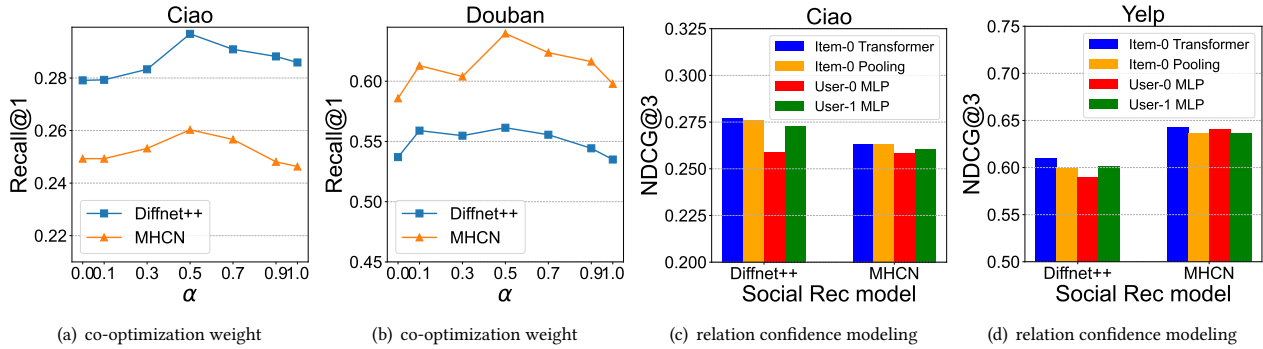 Ciao
Recall@1
0.28
0.26
0.24
0.22
Diffnet++
MHCN
0.0 0.1 0.3 0.5 0.7 0.9 1.0
α
(a) co-optimization weight
Douban
Recall@1
0.60
0.55
0.50
0.45
Diffnet++
MHCN
0.0 0.1 0.3 0.5 0.7 0.9 1.0
α
(b) co-optimization weight
Ciao
NDCG@3
0.325
0.300
0.275
0.250
0.225
0.200
Item-0 Transformer
Item-0 Pooling
User-0 MLP
User-1 MLP
Diffnet++ MHCN
Social Rec model
(c) relation confidence modeling
Yelp
NDCG@3
0.75
0.70
0.65
0.60
0.55
0.50
Item-0 Transformer
Item-0 Pooling
User-0 MLP
User-1 MLP
Diffnet++ MHCN
Social Rec model
(d) relation confidence modeling